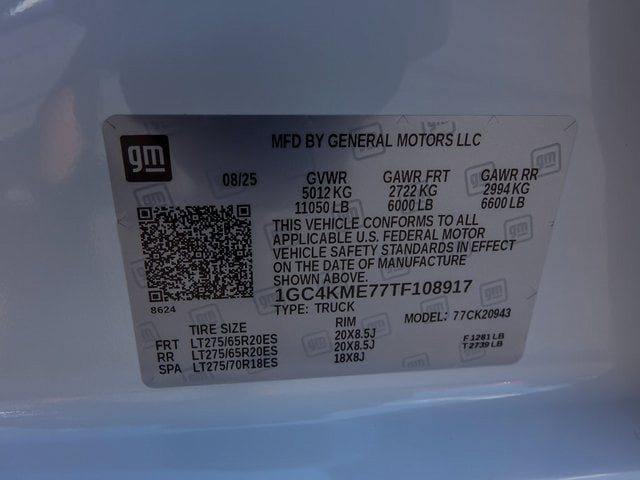 gm
MFD BY GENERAL MOTORS LLC
08/25 GVWR GAWR FRT GAWR RR
5012 KG 2722 KG 2994 KG
11050 LB 6000 LB 6600 LB
THIS VEHICLE CONFORMS TO ALL
APPLICABLE U.S. FEDERAL MOTOR
VEHICLE SAFETY STANDARDS IN EFFECT
ON THE DATE OF MANUFACTURE
SHOWN ABOVE.
8624
1GC4KME77TF108917
TYPE: TRUCK MODEL: 77CK20943
TIRE SIZE RIM
FRT LT275/65R20ES 20X8.5J F 1281 LB
RR LT275/65R20ES 20X8.5J T 2739 LB
SPA LT275/70R18ES 18X8J